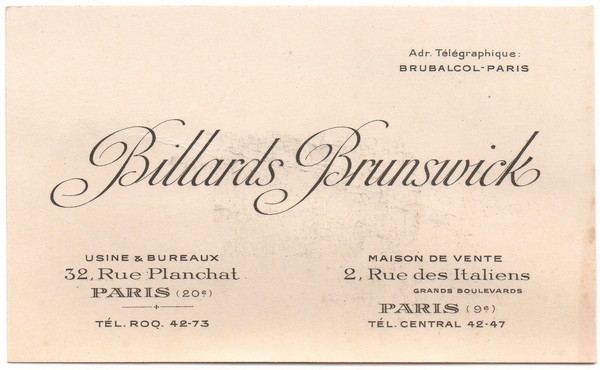 Adr. Télégraphique:
BRUBALCOL-PARIS
Billards Brunswick
USINE & BUREAUX
32, Rue Planchat
PARIS (20e)
TÉL. ROQ. 42-73
MAISON DE VENTE
2, Rue des Italiens
GRANDS BOULEVARDS
PARIS (9e)
TÉL. CENTRAL 42-47